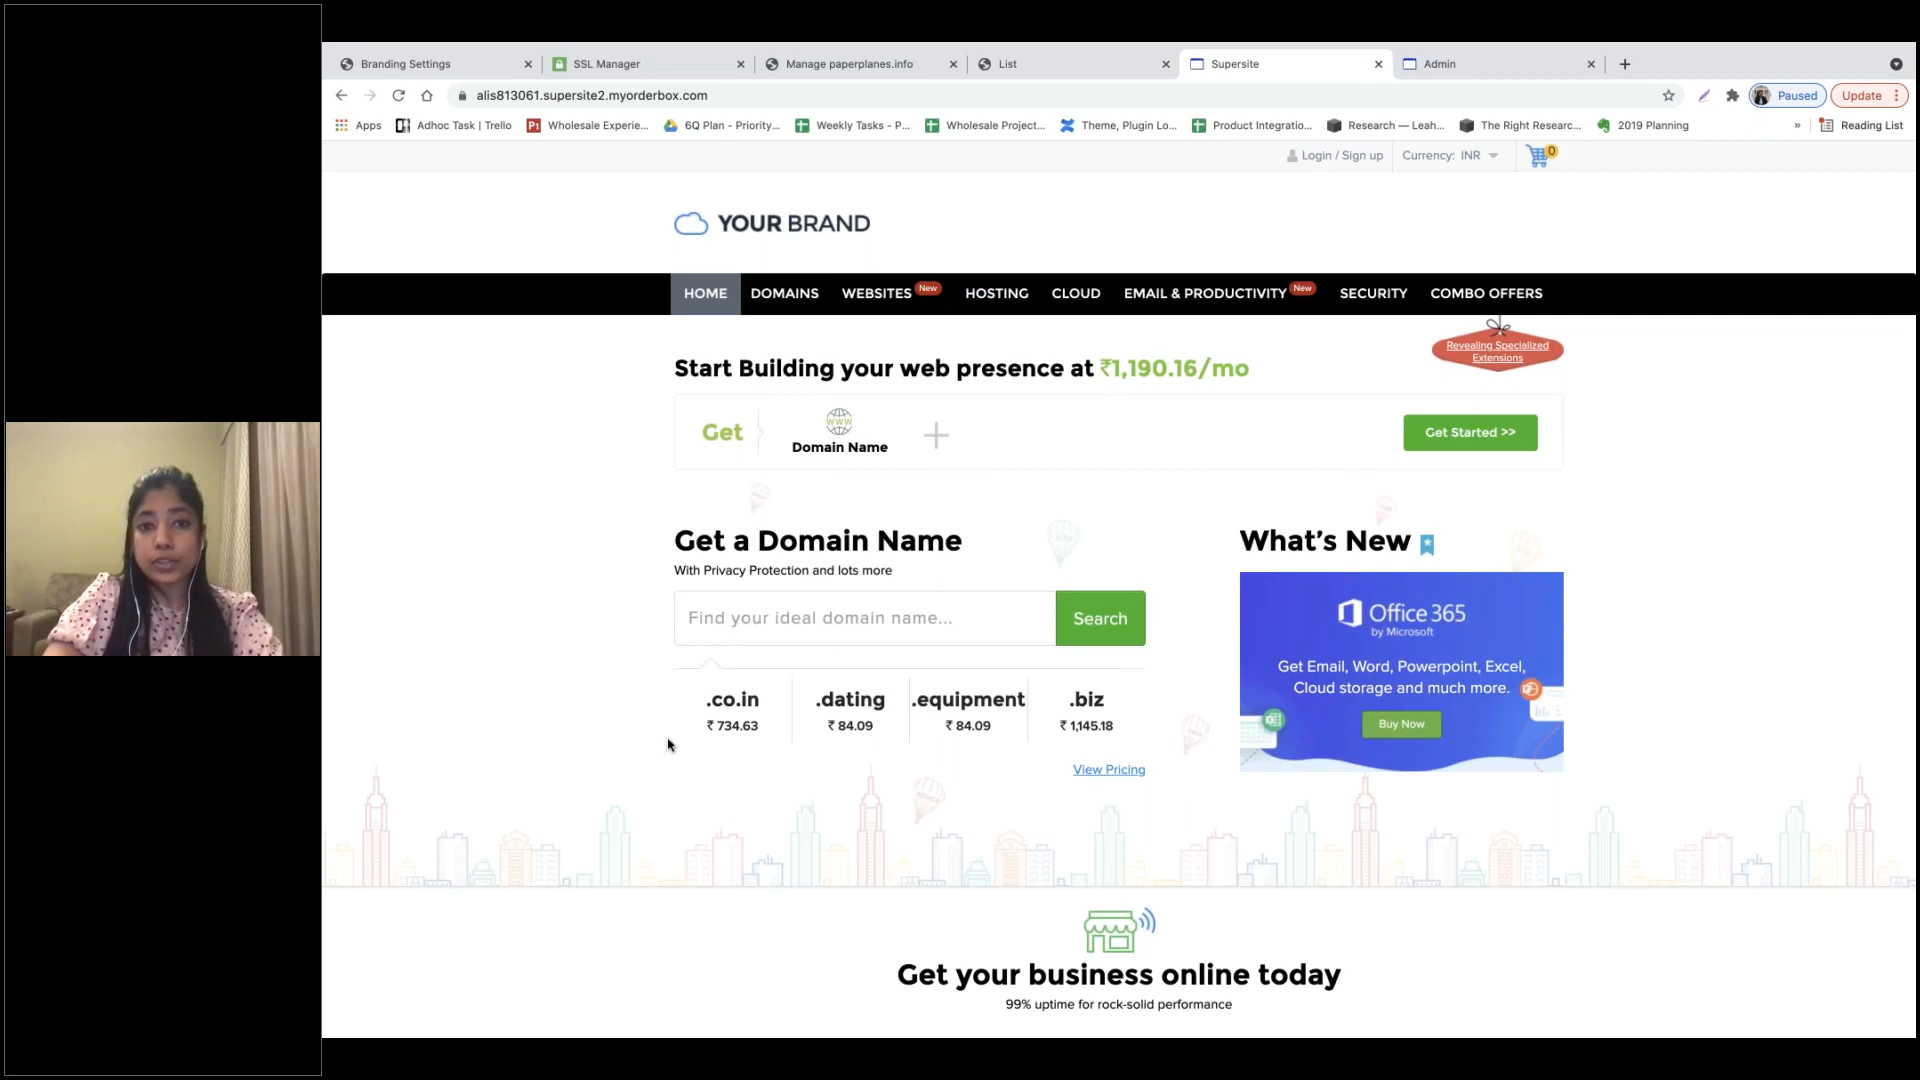 Branding Settings
SSL Manager
Manage paperplanes.info
List
Supersite
Admin
alis813061.supersite2.myorderbox.com
Paused
Update
Apps
Adhoc Task | Trello
Wholesale Experie...
6Q Plan - Priority...
Weekly Tasks - P...
Wholesale Project...
Theme, Plugin Lo...
Product Integratio...
Research — Leah...
The Right Researc...
2019 Planning
»
Reading List
Login / Sign up
Currency: INR
0
YOUR BRAND
HOME
DOMAINS
WEBSITES New
HOSTING
CLOUD
EMAIL & PRODUCTIVITY New
SECURITY
COMBO OFFERS
Revealing Specialized
Extensions
Start Building your web presence at ₹1,190.16/mo
Get
WWW
Domain Name
Get Started >>
Get a Domain Name
With Privacy Protection and lots more
Find your ideal domain name...
Search
.co.in
.dating
.equipment
.biz
₹ 734.63
₹ 84.09
₹ 84.09
₹ 1,145.18
View Pricing
What's New
Office 365
by Microsoft
Get Email, Word, Powerpoint, Excel,
Cloud storage and much more.
Buy Now
Get your business online today
99% uptime for rock-solid performance